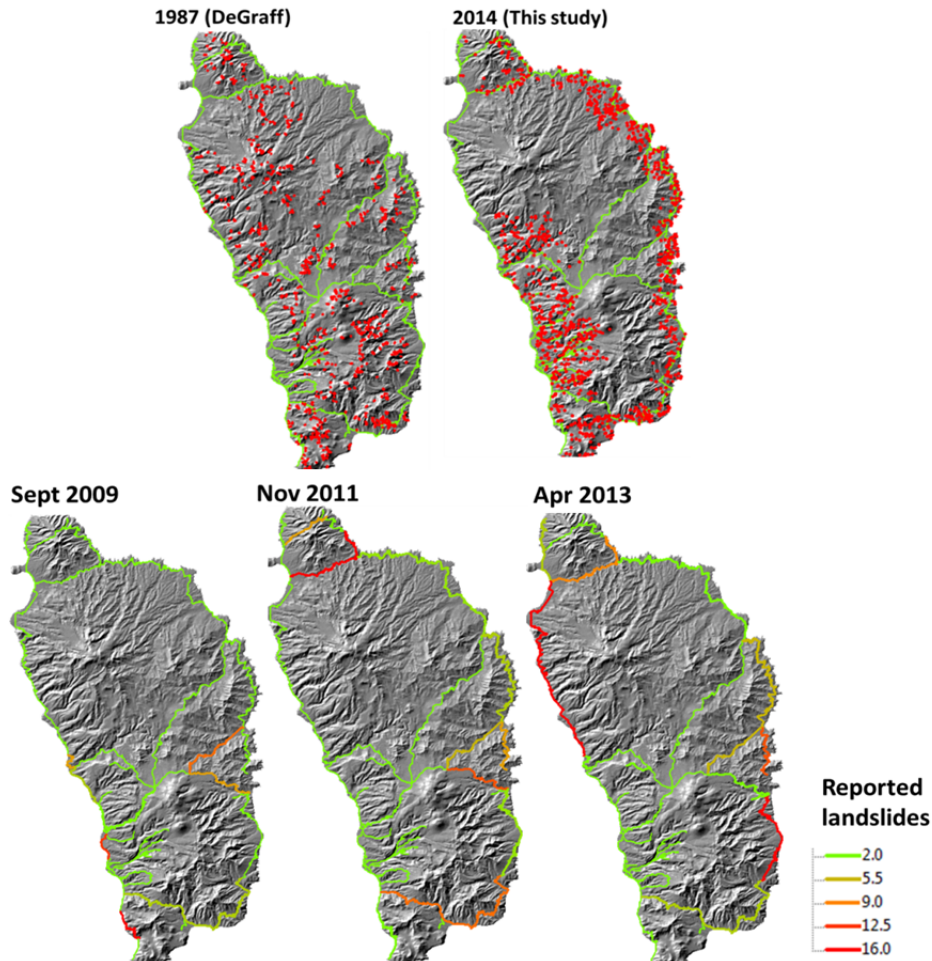 1987 (DeGraff)
2014 (This study)
Sept 2009
Nov 2011
Apr 2013
Reported
landslides
2.0
5.5
9.0
12.5
16.0